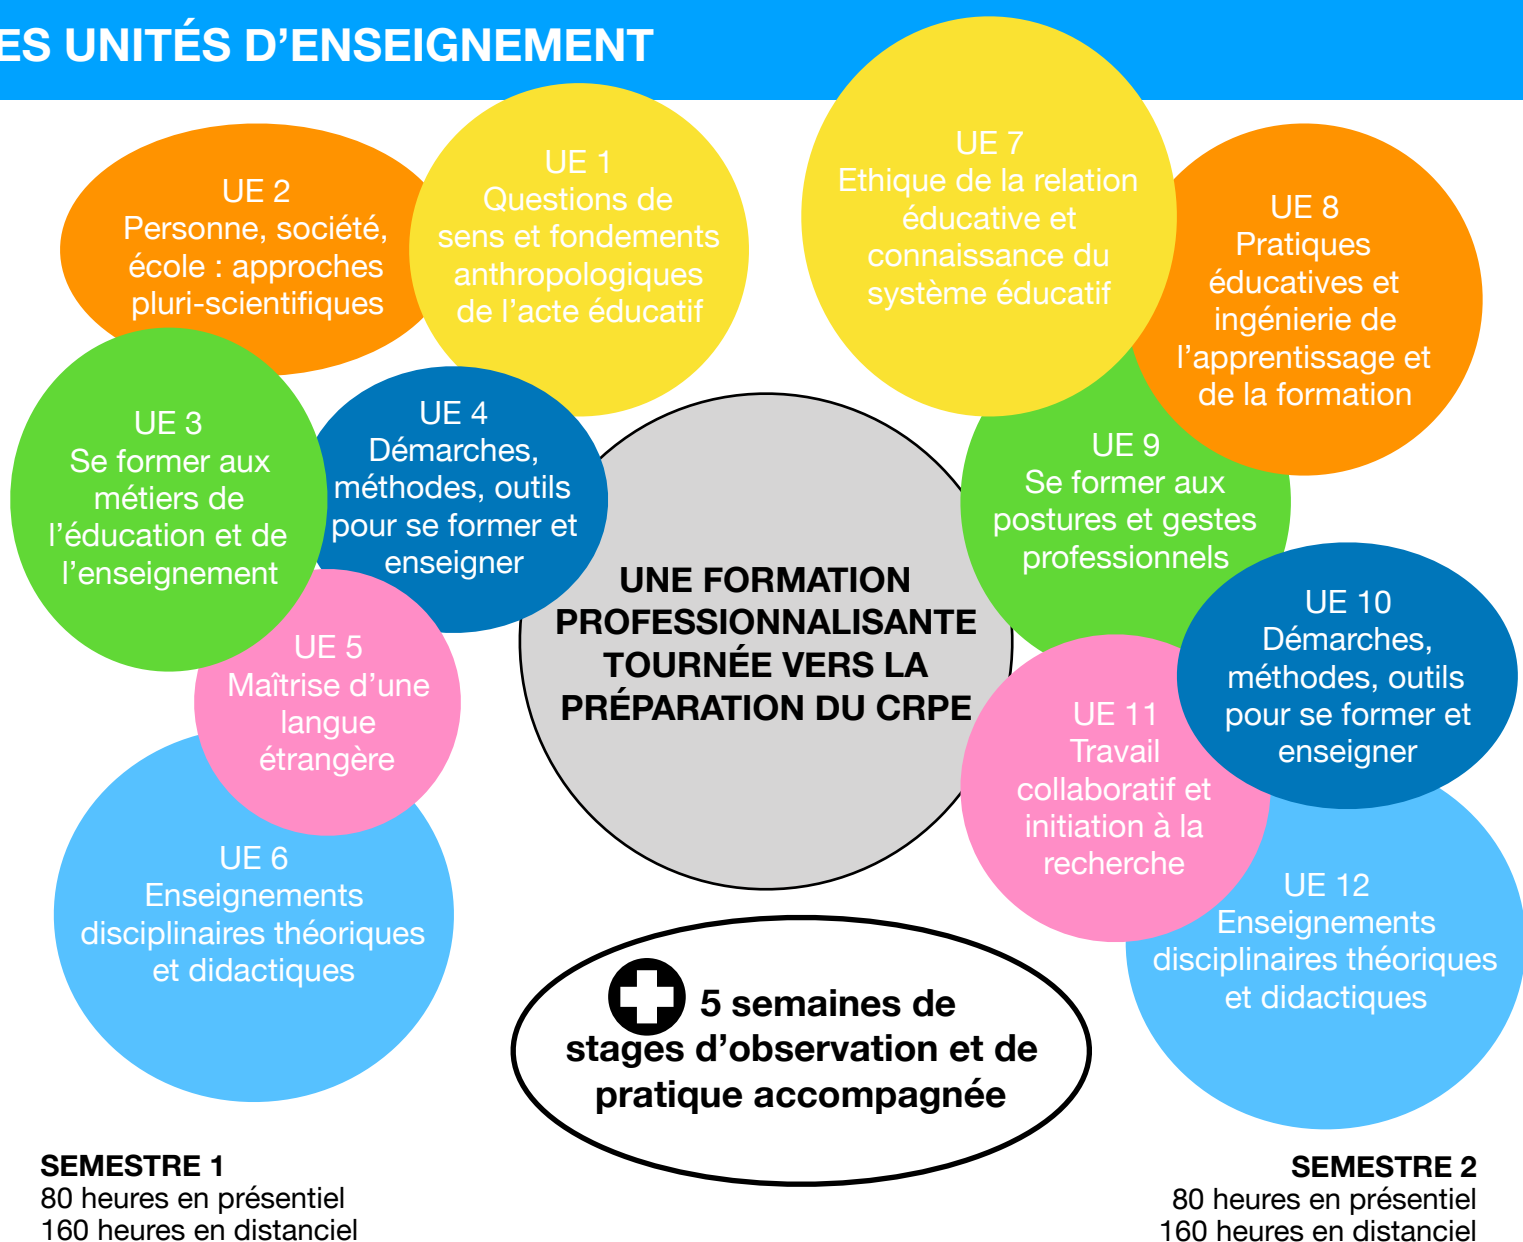 ES UNITÉS D’ENSEIGNEMENT
UE 1
Questions de
sens et fondements
anthropologiques
de l’acte éducatif
UE 2
Personne, société,
école : approches
pluri-scientifiques
UE 3
Se former aux
métiers de
l’éducation et de
l’enseignement
UE 4
Démarches,
méthodes, outils
pour se former et
enseigner
UE 5
Maîtrise d’une
langue
étrangère
UE 6
Enseignements
disciplinaires théoriques
et didactiques
UNE FORMATION
PROFESSIONNALISANTE
TOURNÉE VERS LA
PRÉPARATION DU CRPE
5 semaines de
stages d’observation et de
pratique accompagnée
UE 7
Ethique de la relation
éducative et
connaissance du
système éducatif
UE 8
Pratiques
éducatives et
ingénierie de
l’apprentissage et
de la formation
UE 9
Se former aux
postures et gestes
professionnels
UE 10
Démarches,
méthodes, outils
pour se former et
enseigner
UE 11
Travail
collaboratif et
initiation à la
recherche
UE 12
Enseignements
disciplinaires théoriques
et didactiques
SEMESTRE 1
80 heures en présentiel
160 heures en distanciel
SEMESTRE 2
80 heures en présentiel
160 heures en distanciel